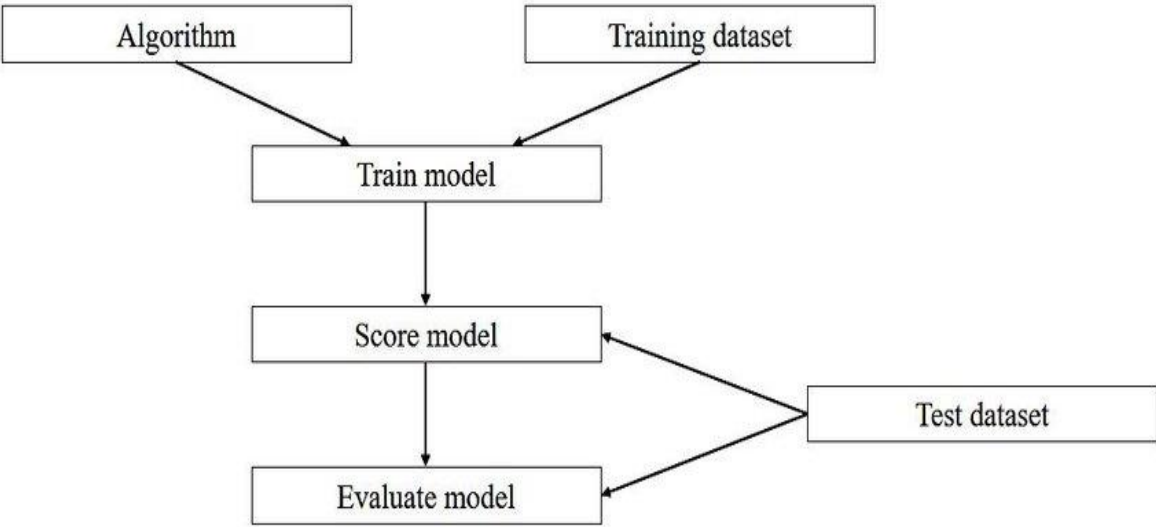 Algorithm
Training dataset
Train model
Score model
Test dataset
Evaluate model